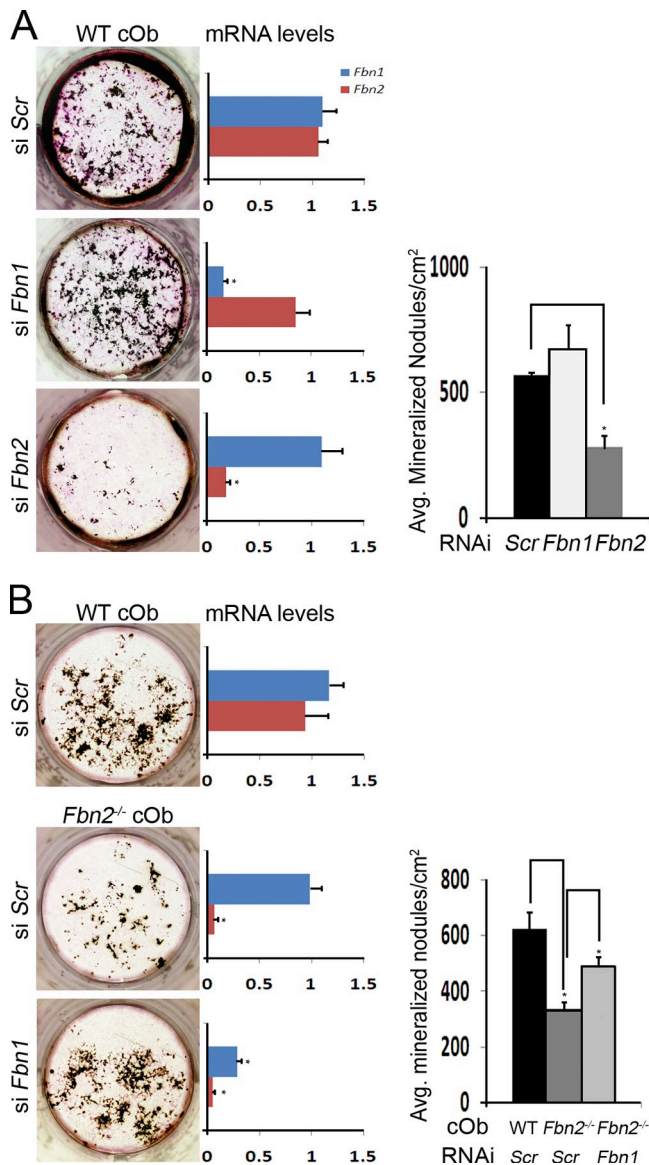 A
WT cOb mRNA levels
Fbn1
Fbn2
si Scr
0 0.5 1 1.5
si Fbn1
*
0 0.5 1 1.5
si Fbn2
*
0 0.5 1 1.5
Avg. Mineralized Nodules/cm²
1000
500
0
*
RNAi Scr Fbn1 Fbn2
B
WT cOb mRNA levels
si Scr
0 0.5 1 1.5
Fbn2-/- cOb
si Scr
*
0 0.5 1 1.5
si Fbn1
*
*
0 0.5 1 1.5
Avg. mineralized nodules/cm²
800
600
400
200
0
*
*
cOb WT Fbn2-/- Fbn2-/-
RNAi Scr Scr Fbn1